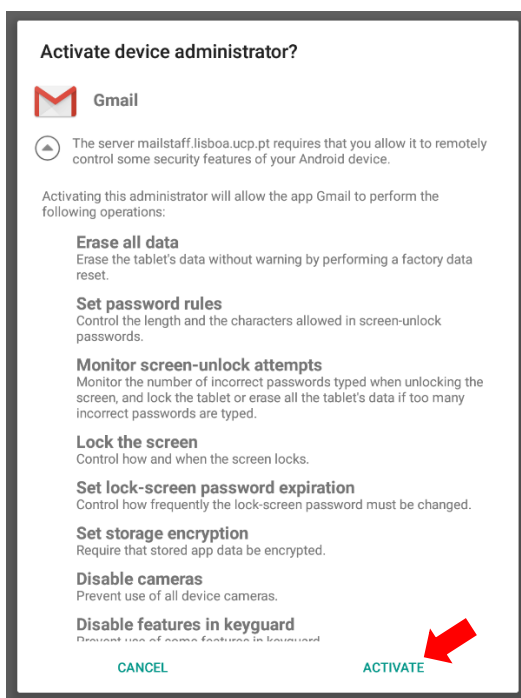 Activate device administrator?
Gmail
The server mailstaff.lisboa.ucp.pt requires that you allow it to remotely
control some security features of your Android device.
Activating this administrator will allow the app Gmail to perform the
following operations:
Erase all data
Erase the tablet's data without warning by performing a factory data
reset.
Set password rules
Control the length and the characters allowed in screen-unlock
passwords.
Monitor screen-unlock attempts
Monitor the number of incorrect passwords typed when unlocking the
screen, and lock the tablet or erase all the tablet's data if too many
incorrect passwords are typed.
Lock the screen
Control how and when the screen locks.
Set lock-screen password expiration
Control how frequently the lock-screen password must be changed.
Set storage encryption
Require that stored app data be encrypted.
Disable cameras
Prevent use of all device cameras.
Disable features in keyguard
Prevent use of some features in keyguard
CANCEL ACTIVATE